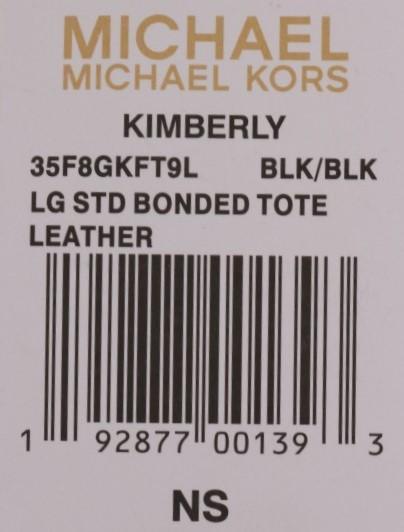 MICHAEL
MICHAEL KORS
KIMBERLY
35F8GKFT9L BLK/BLK
LG STD BONDED TOTE
LEATHER
1 92877 00139 3
NS